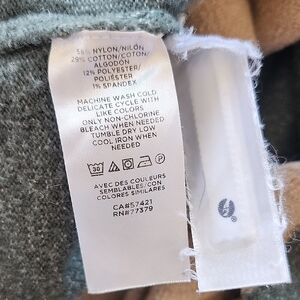 58% NYLON/NILÓN
29% COTTON/COTON/
ALGODÓN
12% POLYESTER/
POLIÉSTER
1% SPANDEX
MACHINE WASH COLD
DELICATE CYCLE WITH
LIKE COLORS
ONLY NON-CHLORINE
BLEACH WHEN NEEDED
TUMBLE DRY LOW
COOL IRON WHEN
NEEDED
30
AVEC DES COULEURS
SEMBLABLES/CON
COLORES SIMILARES
CA#57421
RN#77379
®